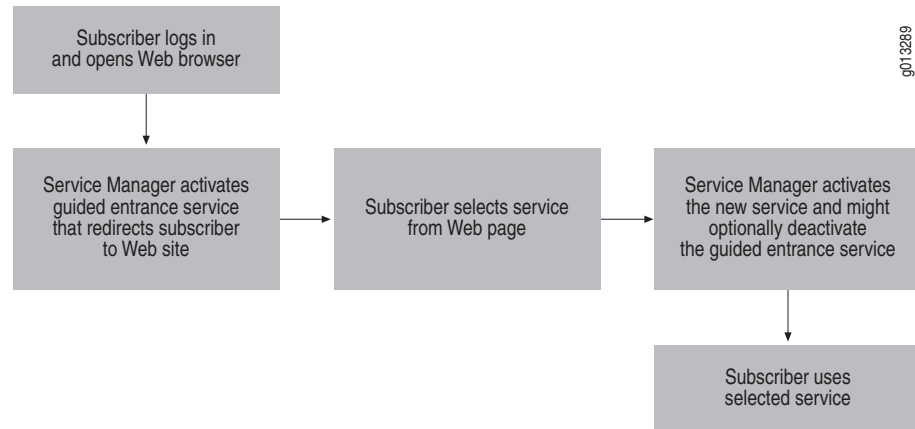 Subscriber logs in
and opens Web browser
g013289
Service Manager activates
guided entrance service
that redirects subscriber
to Web site
Subscriber selects service
from Web page
Service Manager activates
the new service and might
optionally deactivate
the guided entrance service
Subscriber uses
selected service